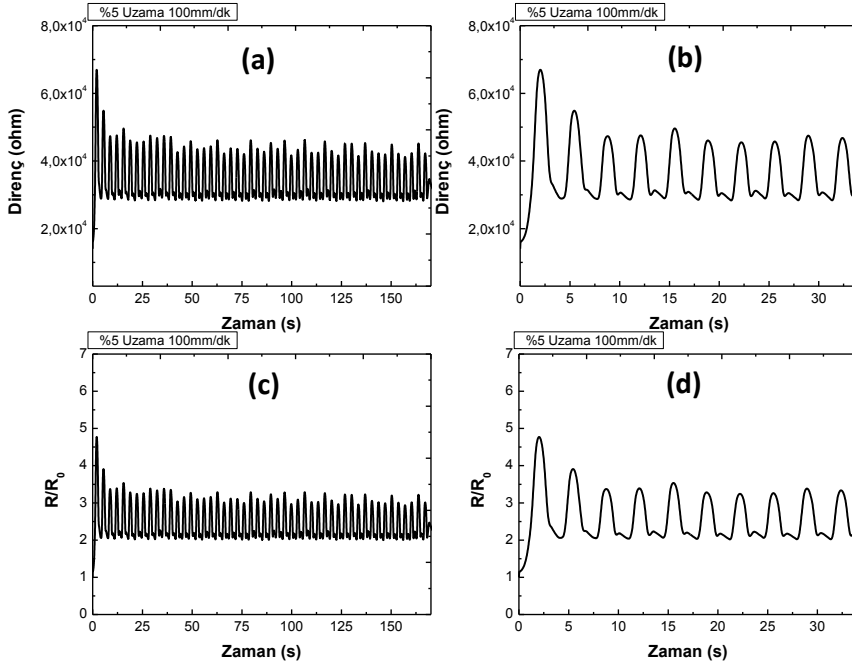 %5 Uzama 100mm/dk
(a)
8,0x10⁴
6,0x10⁴
4,0x10⁴
2,0x10⁴
Direnç (ohm)
0 25 50 75 100 125 150
Zaman (s)
%5 Uzama 100mm/dk
(b)
8,0x10⁴
6,0x10⁴
4,0x10⁴
2,0x10⁴
Direnç (ohm)
0 5 10 15 20 25 30
Zaman (s)
%5 Uzama 100mm/dk
(c)
7
6
5
4
3
2
1
0
R/R₀
0 25 50 75 100 125 150
Zaman (s)
%5 Uzama 100mm/dk
(d)
7
6
5
4
3
2
1
0
R/R₀
0 5 10 15 20 25 30
Zaman (s)